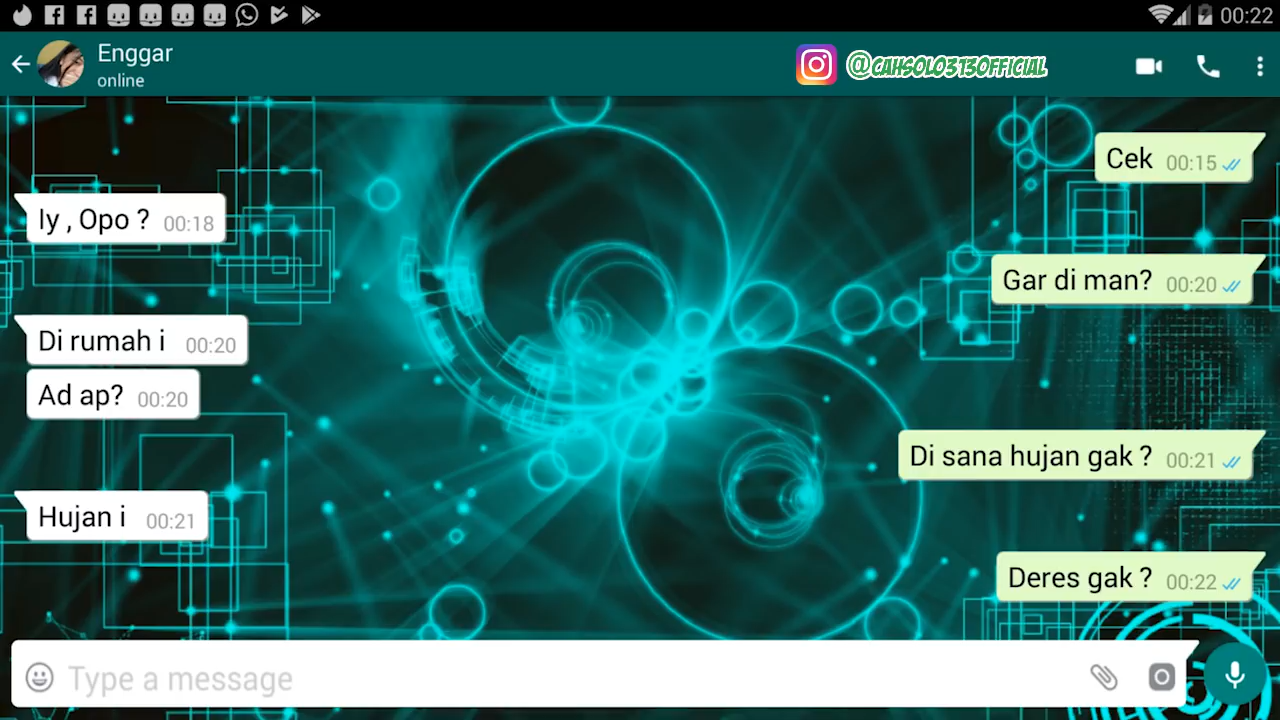 00:22
Enggar
online
@CAHSOLO313OFFICIAL
Cek 00:15
Iy , Opo ? 00:18
Gar di man? 00:20
Di rumah i 00:20
Ad ap? 00:20
Di sana hujan gak ? 00:21
Hujan i 00:21
Deres gak ? 00:22
Type a message